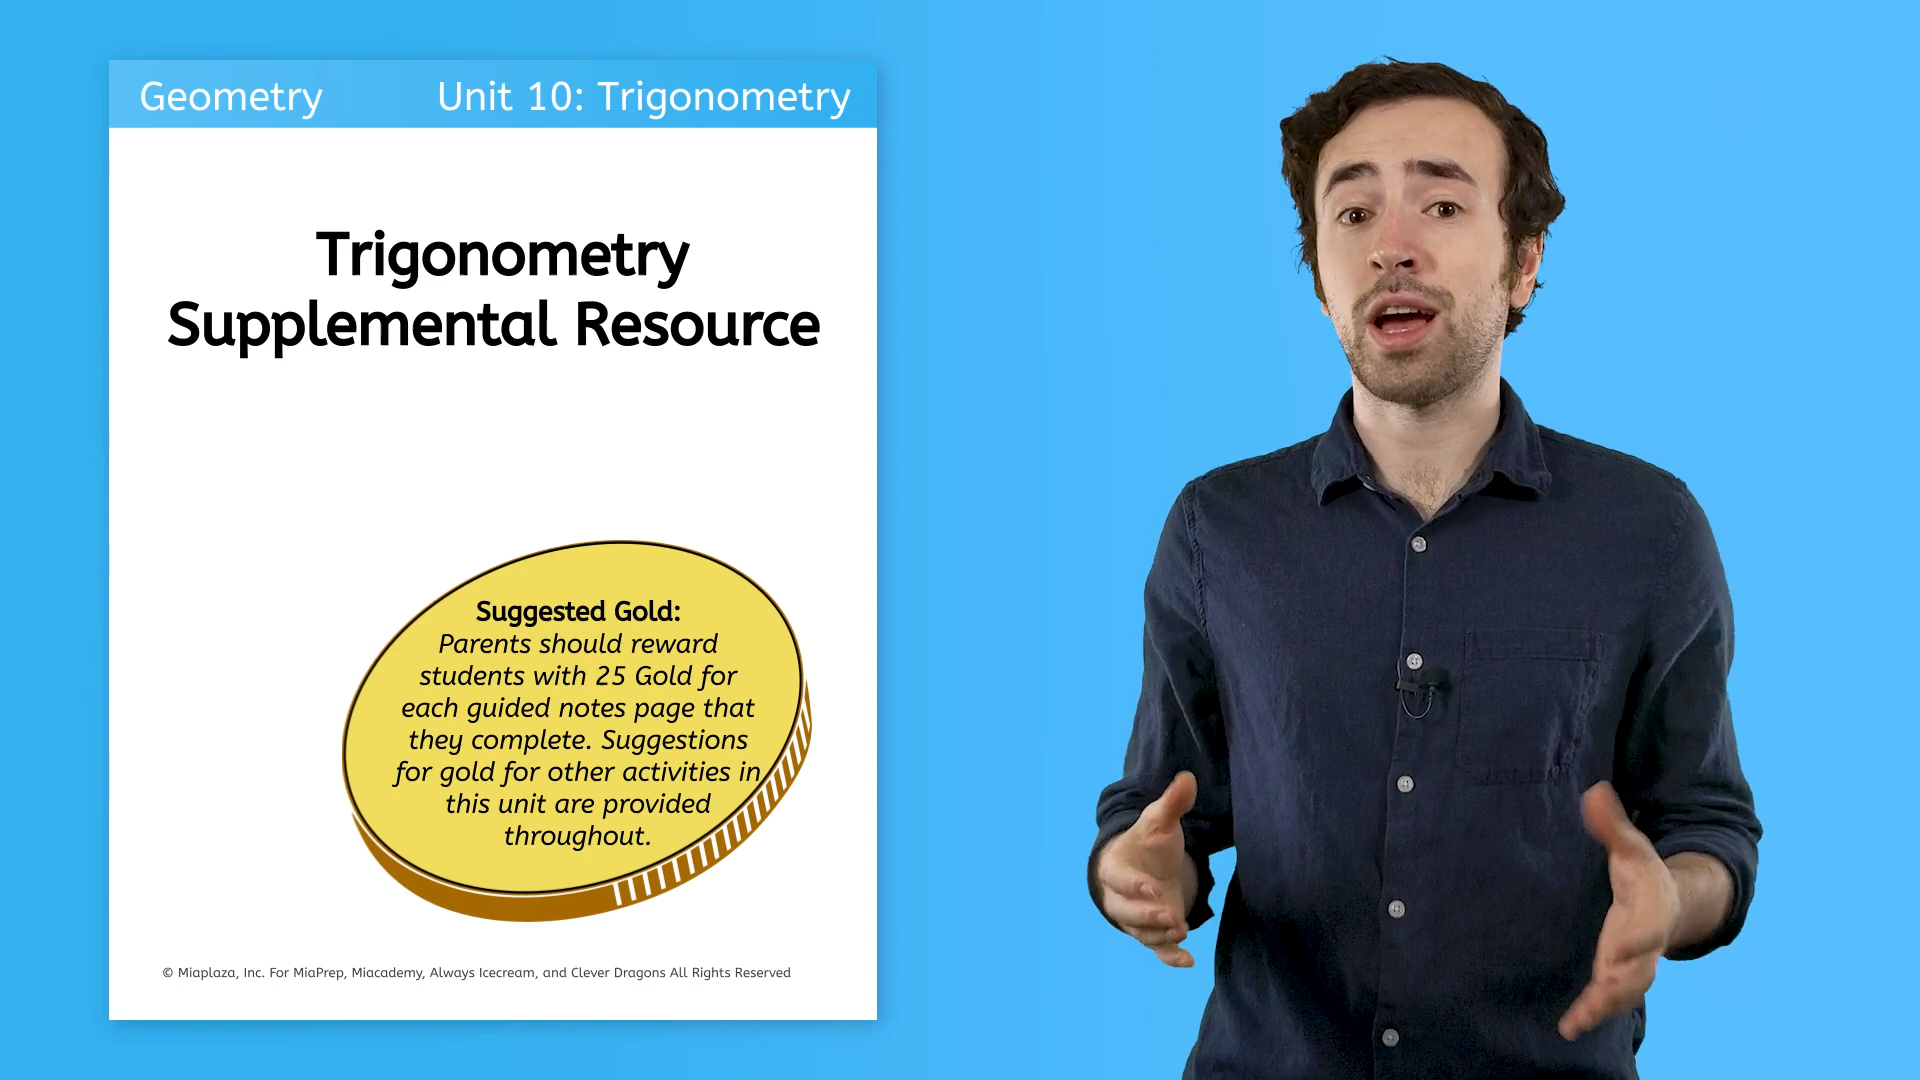 Geometry
Unit 10: Trigonometry
Trigonometry
Supplemental Resource
Suggested Gold:
Parents should reward
students with 25 Gold for
each guided notes page that
they complete. Suggestions
for gold for other activities in
this unit are provided
throughout.
© Miaplaza, Inc. For MiaPrep, Miacademy, Always Icecream, and Clever Dragons All Rights Reserved